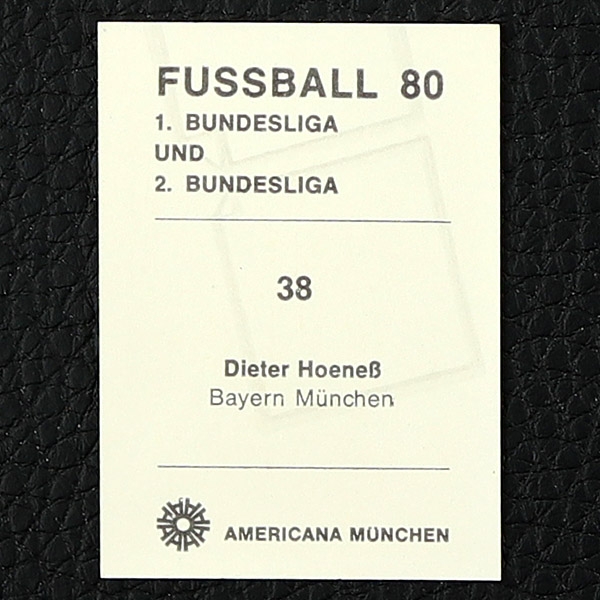 FUSSBALL 80
1. BUNDESLIGA
UND
2. BUNDESLIGA
38
Dieter Hoeneß
Bayern München
AMERICANA MÜNCHEN